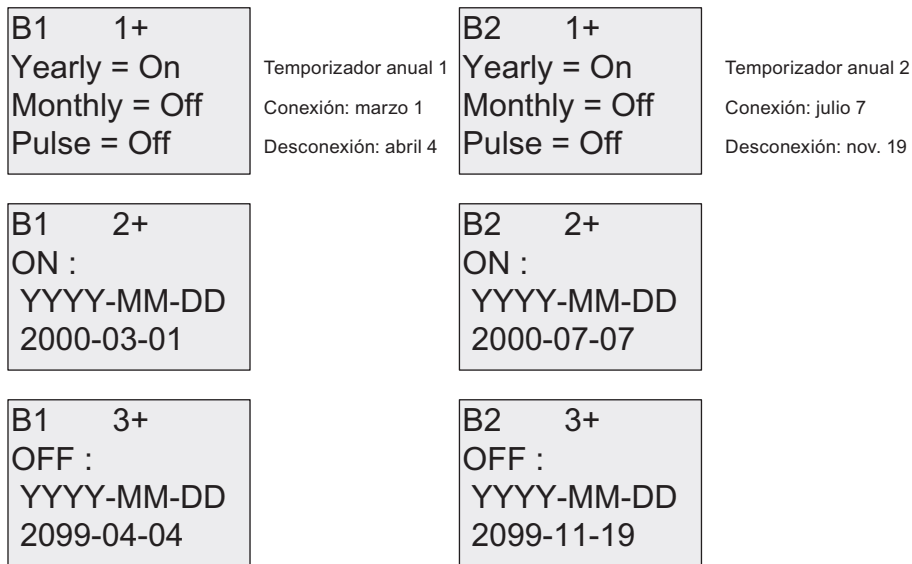 B1 1+
Yearly = On
Monthly = Off
Pulse = Off
Temporizador anual 1
Conexión: marzo 1
Desconexión: abril 4
B2 1+
Yearly = On
Monthly = Off
Pulse = Off
Temporizador anual 2
Conexión: julio 7
Desconexión: nov. 19
B1 2+
ON :
YYYY-MM-DD
2000-03-01
B2 2+
ON :
YYYY-MM-DD
2000-07-07
B1 3+
OFF :
YYYY-MM-DD
2099-04-04
B2 3+
OFF :
YYYY-MM-DD
2099-11-19